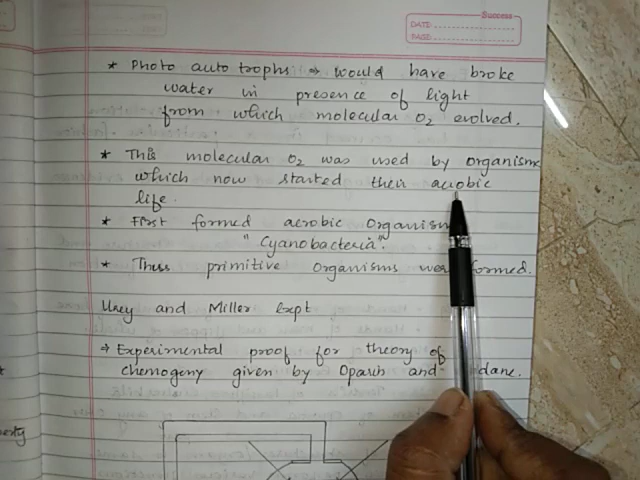 Success
DATE
PAGE
* Photo auto trophs ⇒ would have broke
water in presence of light
from which molecular O2 evolved.
* This molecular O2 was used by organisms
which now started their aerobic
life.
* First formed aerobic Organism
"Cyanobacteria".
* Thus primitive Organisms were formed.
Urey and Miller Expt
⇒ Experimental proof for theory of
chemogeny given by Oparin and dane.